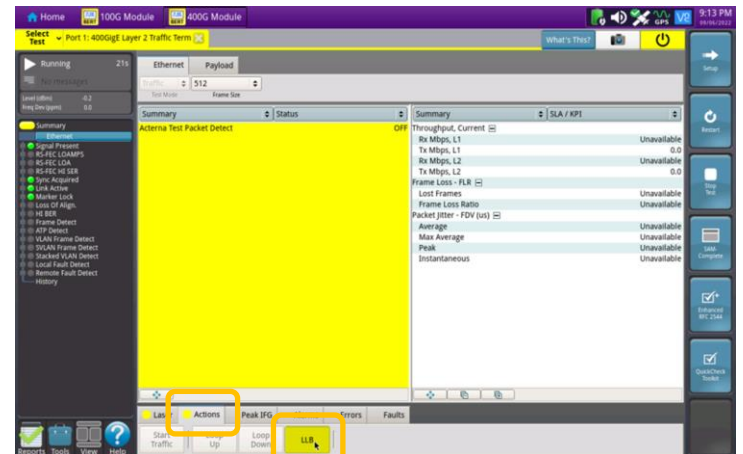 Home
100G Module
400G Module
GPS
VP
9:13 PM
09/06/2022
Select Test
Port 1: 400GigE Layer 2 Traffic Term
What's This?
Running 21s
No messages
Level (dBm) -0.2
Freq Dev (ppm) 0.0
Summary
Ethernet
Signal Present
RS-FEC LOAMPS
RS-FEC LOA
RS-FEC HI SER
Sync Acquired
Link Active
Marker Lock
Loss Of Align.
HI BER
Frame Detect
ATP Detect
VLAN Frame Detect
SVLAN Frame Detect
Stacked VLAN Detect
Local Fault Detect
Remote Fault Detect
History
Ethernet
Payload
Traffic
512
Test Mode
Frame Size
Summary
Status
Acterna Test Packet Detect OFF
Summary
SLA / KPI
Throughput, Current
Rx Mbps, L1 Unavailable
Tx Mbps, L1 0.0
Rx Mbps, L2 Unavailable
Tx Mbps, L2 0.0
Frame Loss - FLR
Lost Frames Unavailable
Frame Loss Ratio Unavailable
Packet Jitter - FDV (us)
Average Unavailable
Max Average Unavailable
Peak Unavailable
Instantaneous Unavailable
Laser
Actions
Peak IFG
Errors
Faults
Start Traffic
Up
Loop Down
LLB
Setup
Restart
Stop Test
SAM-Complete
Enhanced RFC 2544
QuickCheck Toolkit
Reports
Tools
View
Help